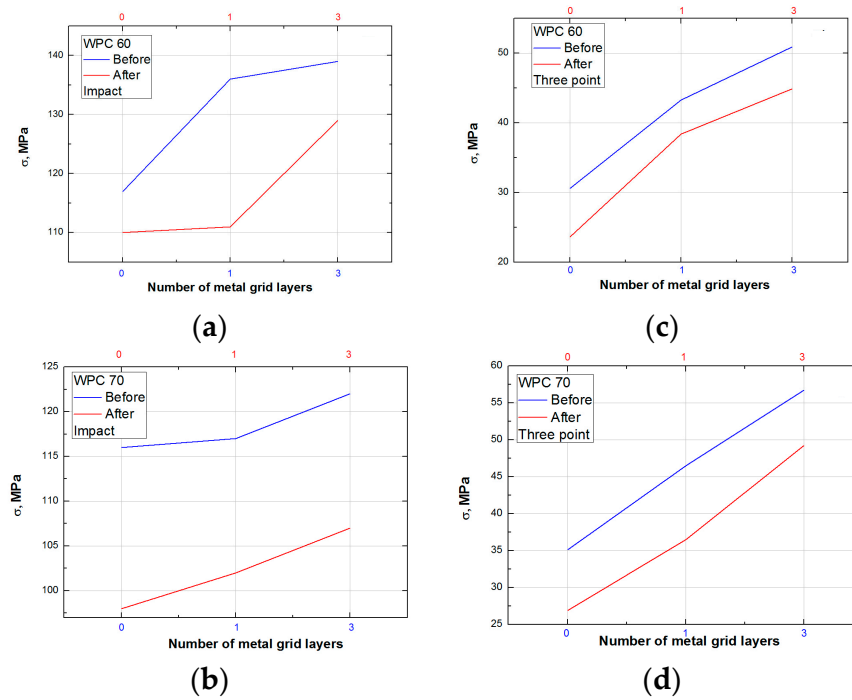 0 1 3
WPC 60
Before
After
Impact
140
130
120
110
σ, MPa
0 1 3
Number of metal grid layers
(a)
0 1 3
WPC 60
Before
After
Three point
50
40
30
20
σ, MPa
0 1 3
Number of metal grid layers
(c)
0 1 3
WPC 70
Before
After
Impact
125
120
115
110
105
100
σ, MPa
0 1 3
Number of metal grid layers
(b)
0 1 3
WPC 70
Before
After
Three point
60
55
50
45
40
35
30
25
σ, MPa
0 1 3
Number of metal grid layers
(d)